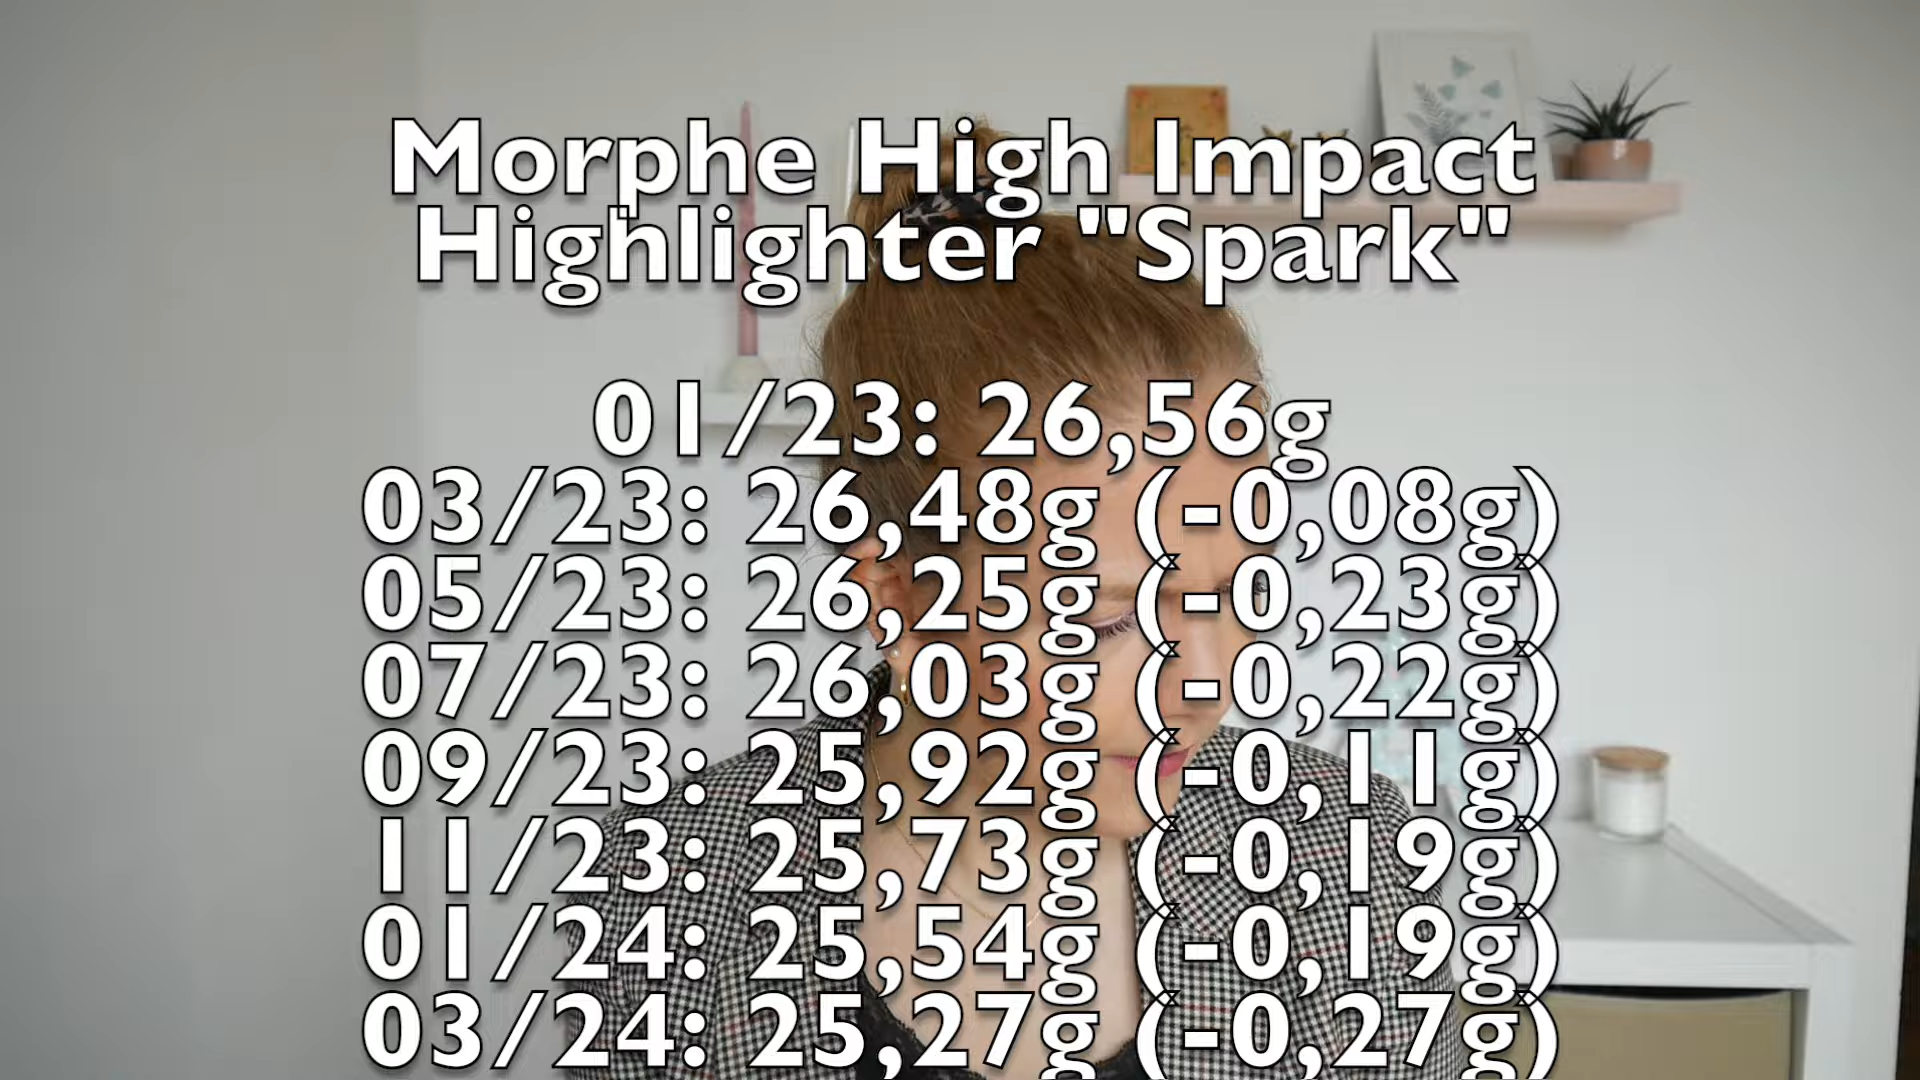 Morphe High Impact
Highlighter "Spark"
01/23: 26,56g
03/23: 26,48g (-0,08g)
05/23: 26,25g (-0,23g)
07/23: 26,03g (-0,22g)
09/23: 25,92g (-0,11g)
11/23: 25,73g (-0,19g)
01/24: 25,54g (-0,19g)
03/24: 25,27g (-0,27g)